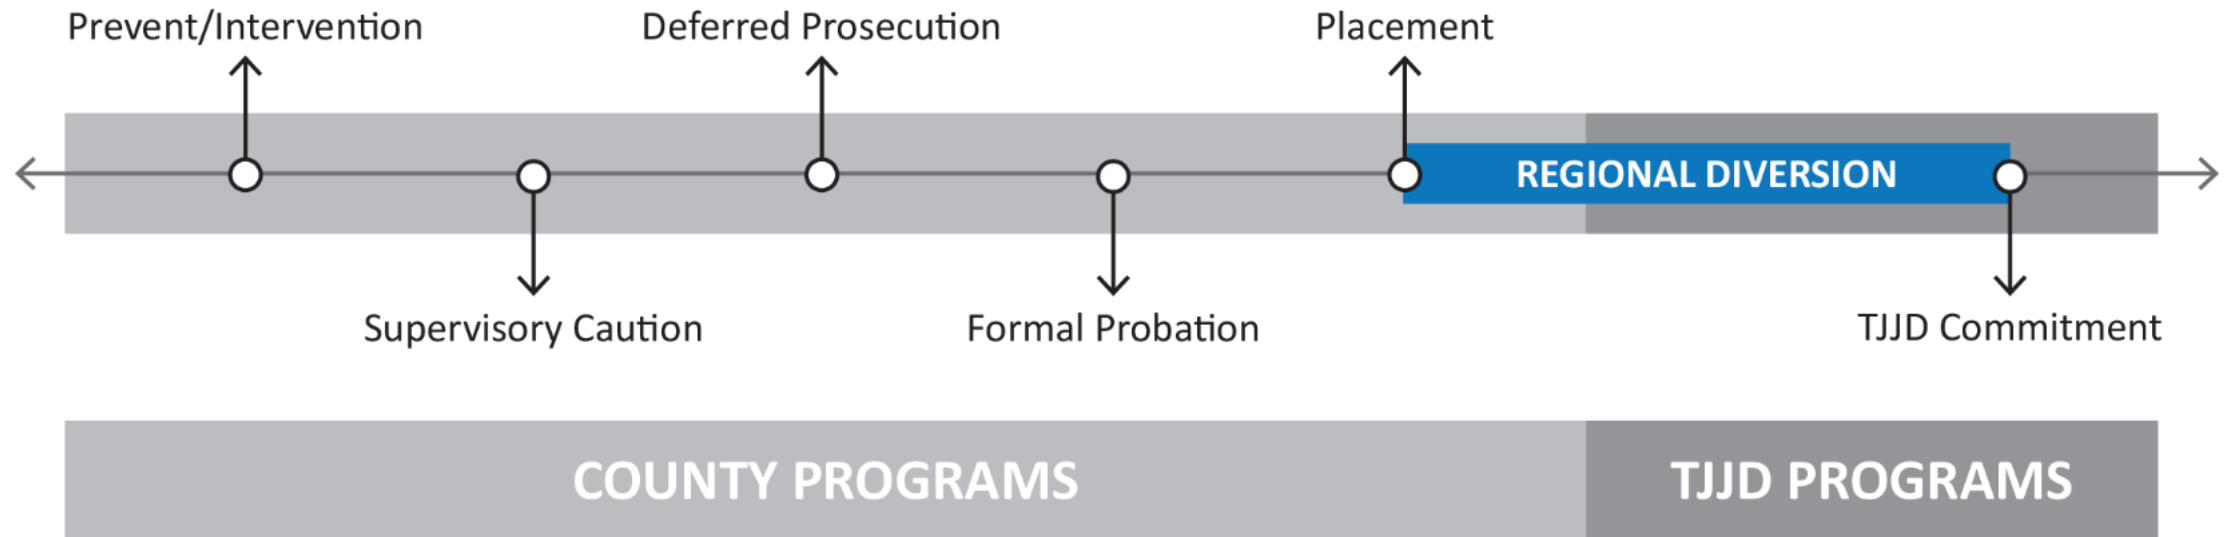 Prevent/Intervention
Deferred Prosecution
Placement
REGIONAL DIVERSION
Supervisory Caution
Formal Probation
TJJD Commitment
COUNTY PROGRAMS
TJJD PROGRAMS